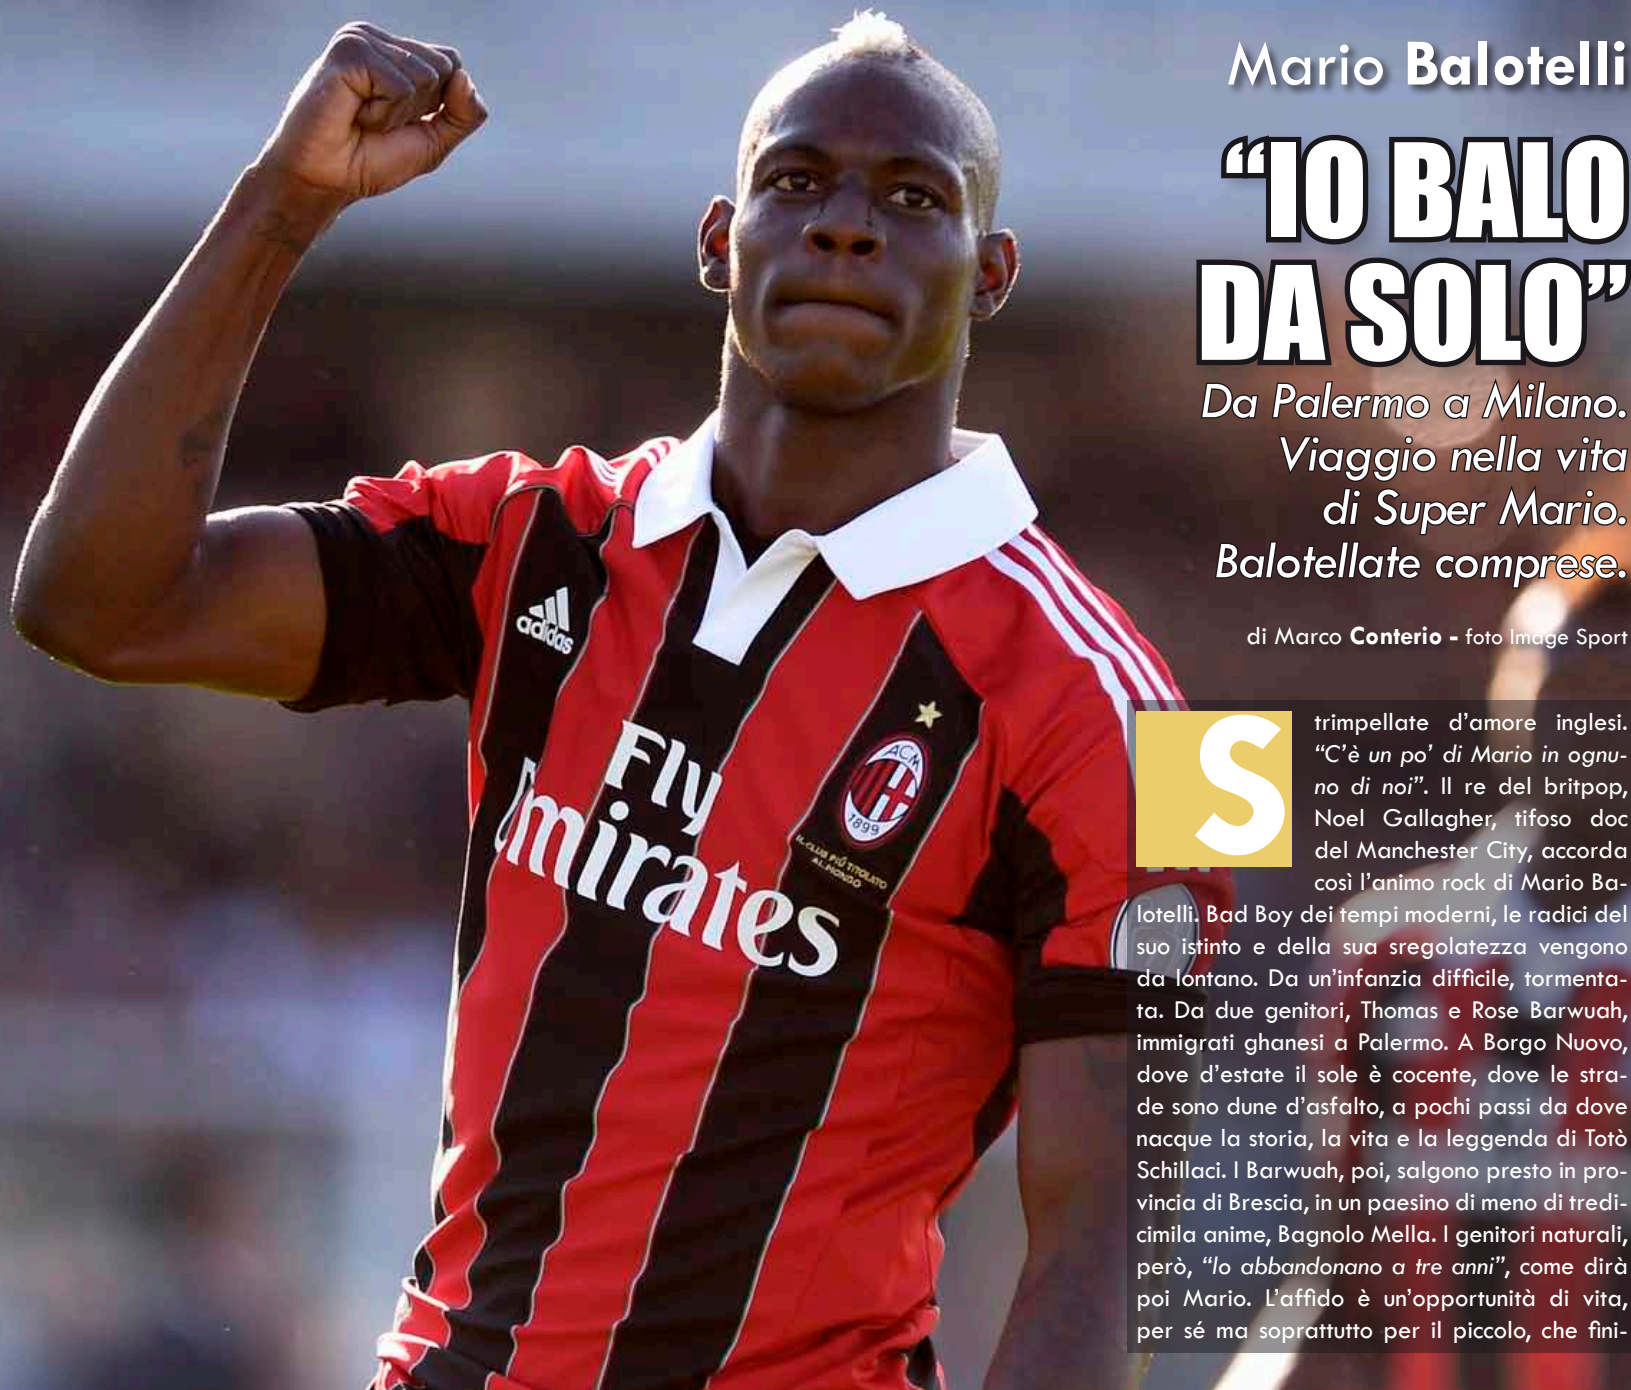 Mario Balotelli
“IO BALO
DA SOLO”
Da Palermo a Milano.
Viaggio nella vita
di Super Mario.
Balotellate comprese.
di Marco Conterio - foto Image Sport
S
trimpellate d’amore inglesi.
“C’è un po’ di Mario in ognu-
no di noi”. Il re del britpop,
Noel Gallagher, tifoso doc
del Manchester City, accorda
così l’animo rock di Mario Ba-
lotelli. Bad Boy dei tempi moderni, le radici del
suo istinto e della sua sregolatezza vengono
da lontano. Da un’infanzia difficile, tormenta-
ta. Da due genitori, Thomas e Rose Barwuah,
immigrati ghanesi a Palermo. A Borgo Nuovo,
dove d’estate il sole è cocente, dove le stra-
de sono dune d’asfalto, a pochi passi da dove
nacque la storia, la vita e la leggenda di Totò
Schillaci. I Barwuah, poi, salgono presto in pro-
vincia di Brescia, in un paesino di meno di tredi-
cimila anime, Bagnolo Mella. I genitori naturali,
però, “lo abbandonano a tre anni”, come dirà
poi Mario. L’affido è un’opportunità di vita,
per sé ma soprattutto per il piccolo, che fini-
adidas
ACM
1899
IL CLUB PIÙ TITOLATO
AL MONDO
Fly
Emirates